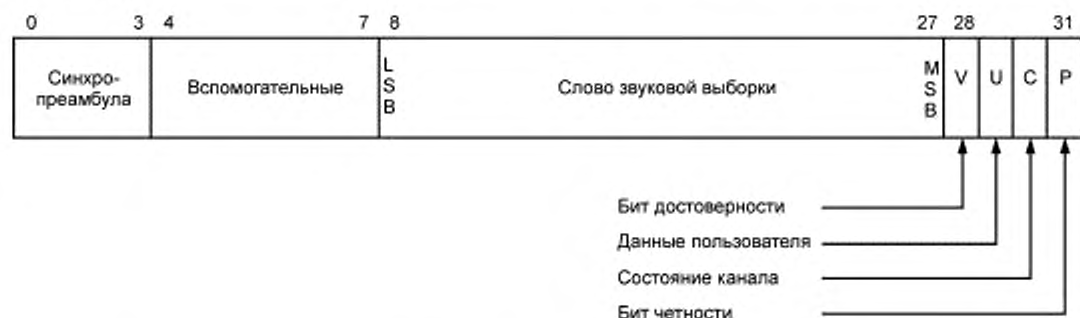 0 3 4 7 8 27 28 31
Синхро-
преамбула
Вспомогательные
L
S
B
Слово звуковой выборки
M
S
B
V U C P
Бит достоверности
Данные пользователя
Состояние канала
Бит четности